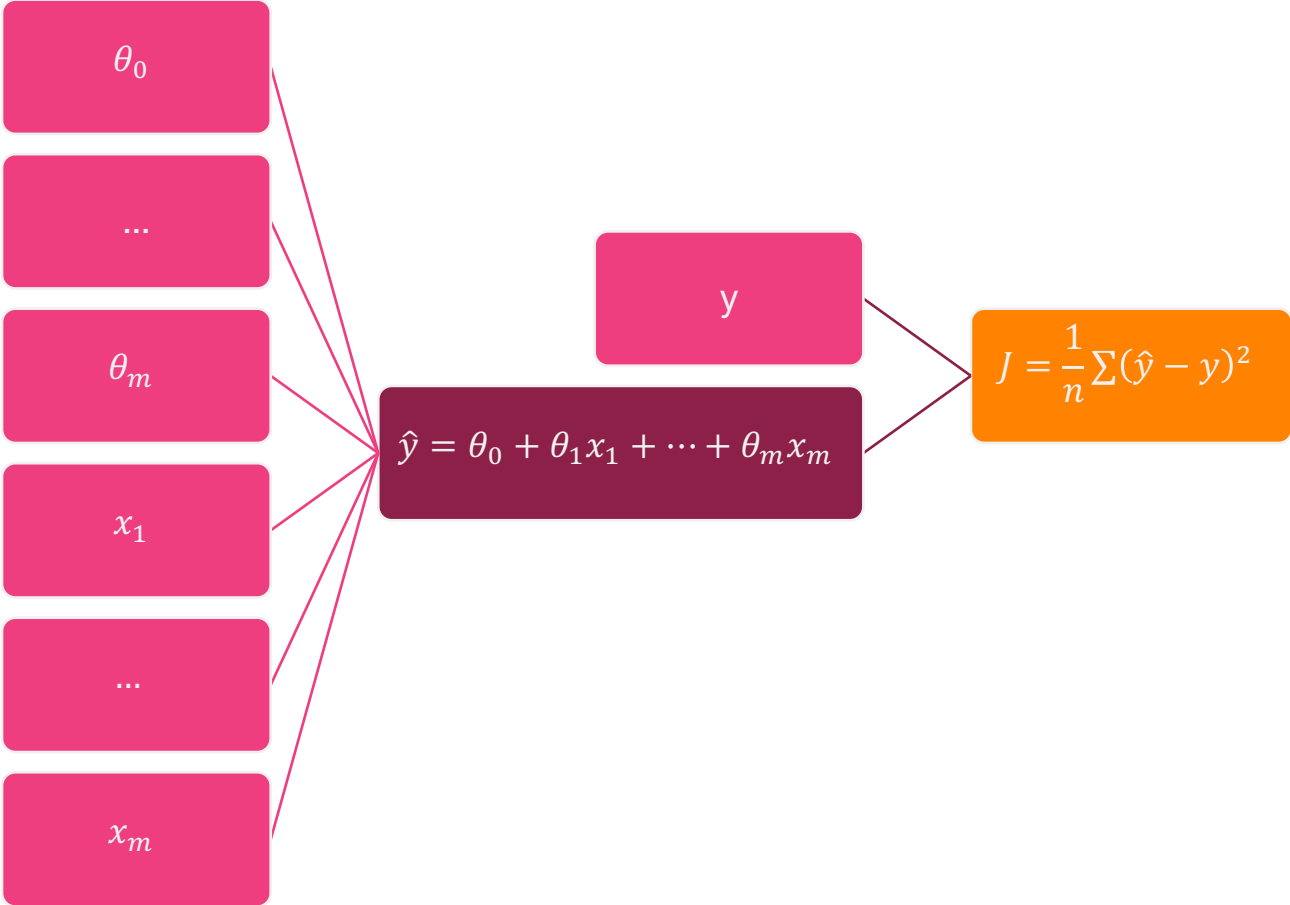 θ₀
...
θₘ
x₁
...
xₘ
y
ŷ = θ₀ + θ₁x₁ + ⋯ + θₘxₘ
J = 1/n ∑(ŷ − y)²